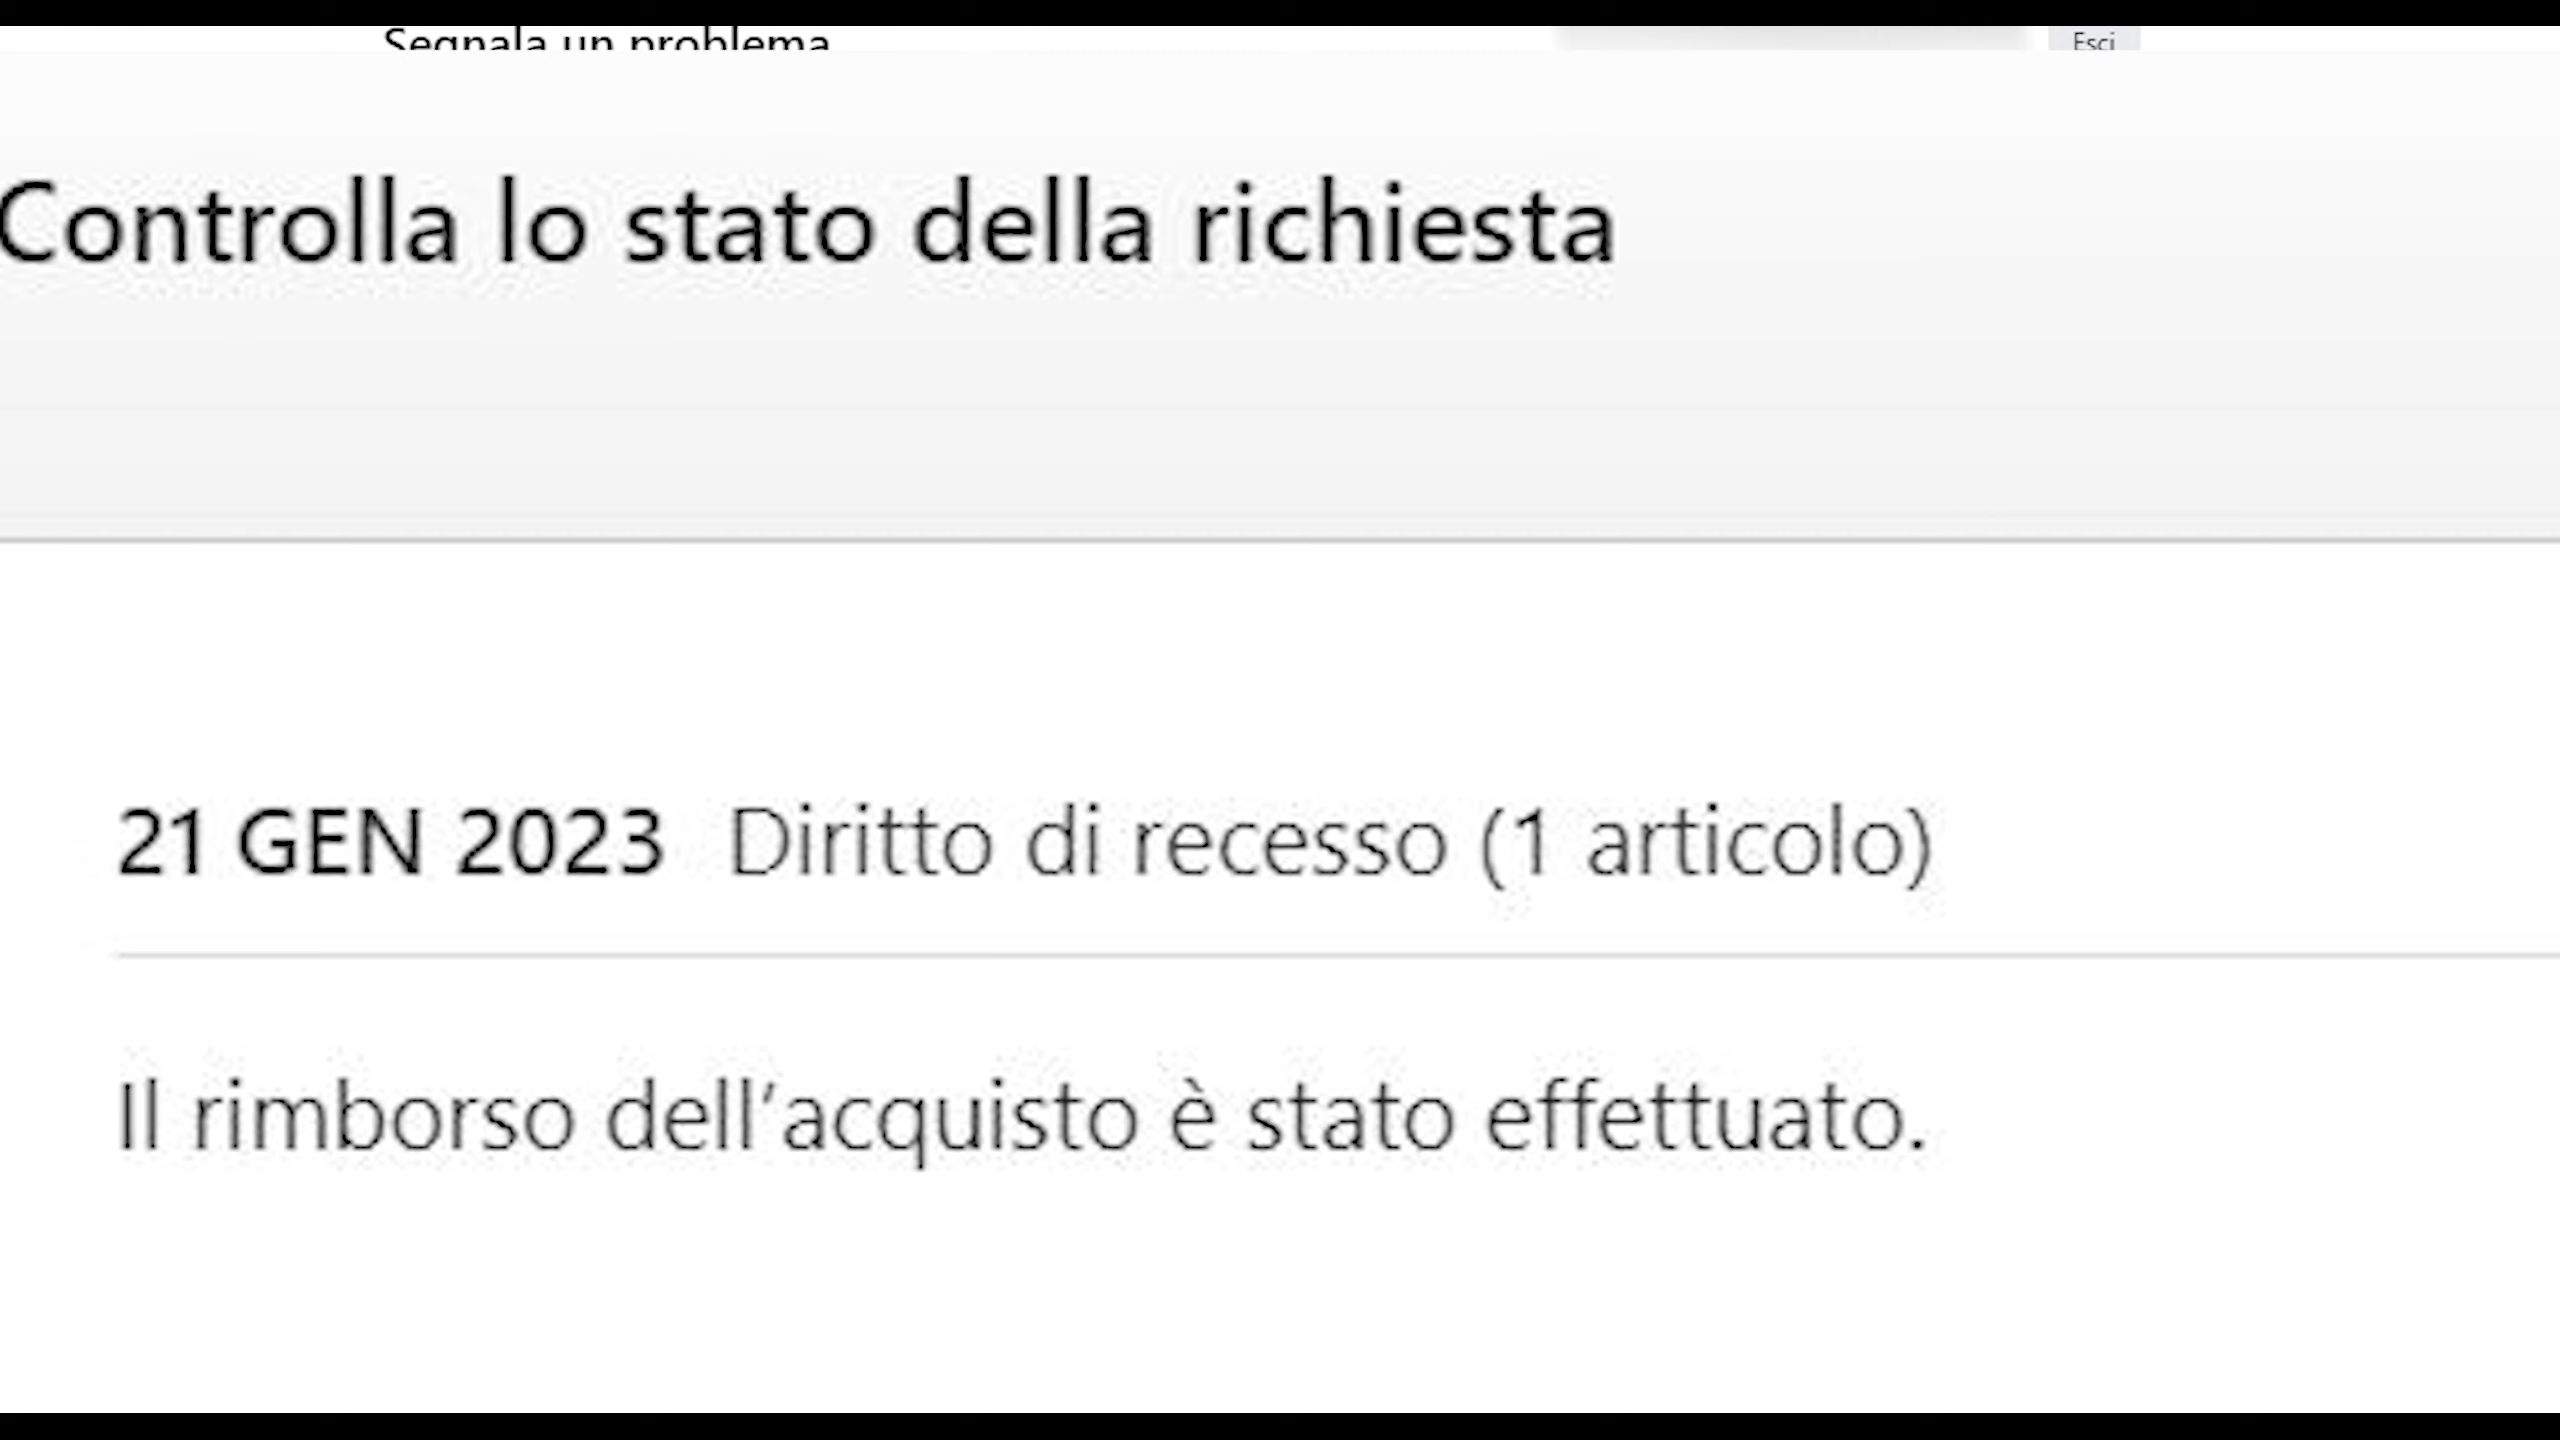 Segnala un problema
Esci
Controlla lo stato della richiesta
21 GEN 2023 Diritto di recesso (1 articolo)
Il rimborso dell’acquisto è stato effettuato.